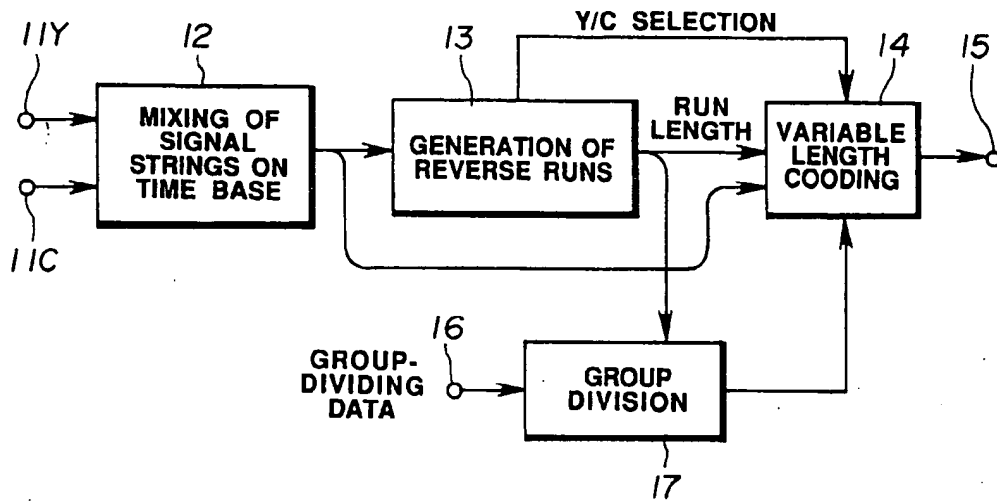 11Y
12
13
Y/C SELECTION
14
15
MIXING OF
SIGNAL
STRINGS ON
TIME BASE
GENERATION OF
REVERSE RUNS
RUN
LENGTH
VARIABLE
LENGTH
COODING
11C
16
GROUP-
DIVIDING
DATA
GROUP
DIVISION
17